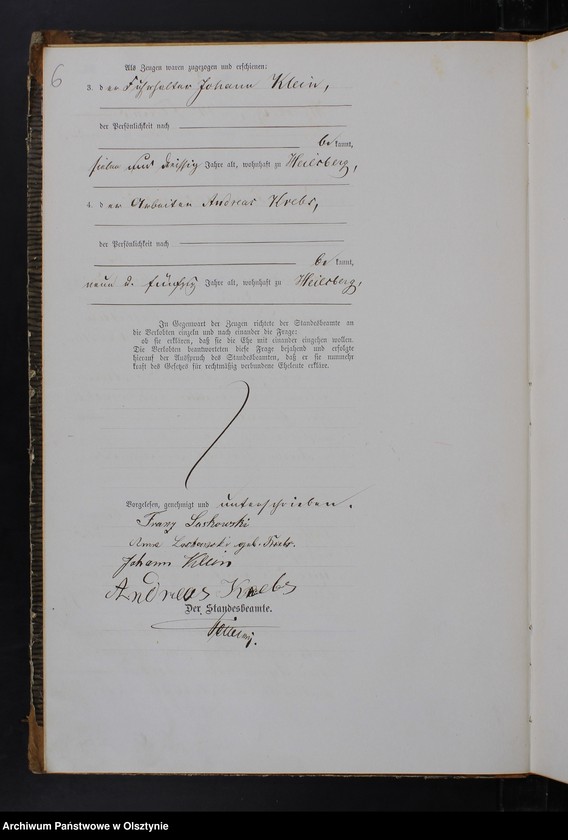 6
Als Zeugen waren zugezogen und erschienen:
3. der Fuhrhalter Johann Klein,
der Persönlichkeit nach
bekannt,
sieben und dreissig Jahre alt, wohnhaft zu Heilsberg,
4. der Arbeiter Andreas Krebs,
der Persönlichkeit nach
bekannt,
neun u. fünfzig Jahre alt, wohnhaft zu Heilsberg,
In Gegenwart der Zeugen richtete der Standesbeamte an
die Verlobten einzeln und nach einander die Frage:
ob sie erklären, daß sie die Ehe mit einander eingehen wollen.
Die Verlobten beantworteten diese Frage bejahend und erfolgte
hierauf der Ausspruch des Standesbeamten, daß er sie nunmehr
kraft des Gesetzes für rechtmäßig verbundene Eheleute erkläre.
Vorgelesen, genehmigt und unterschrieben.
Franz Laskowski
Anna Laskowski geb. Krebs.
Johann Klein
Andreas Krebs
Der Standesbeamte.
Archiwum Państwowe w Olsztynie